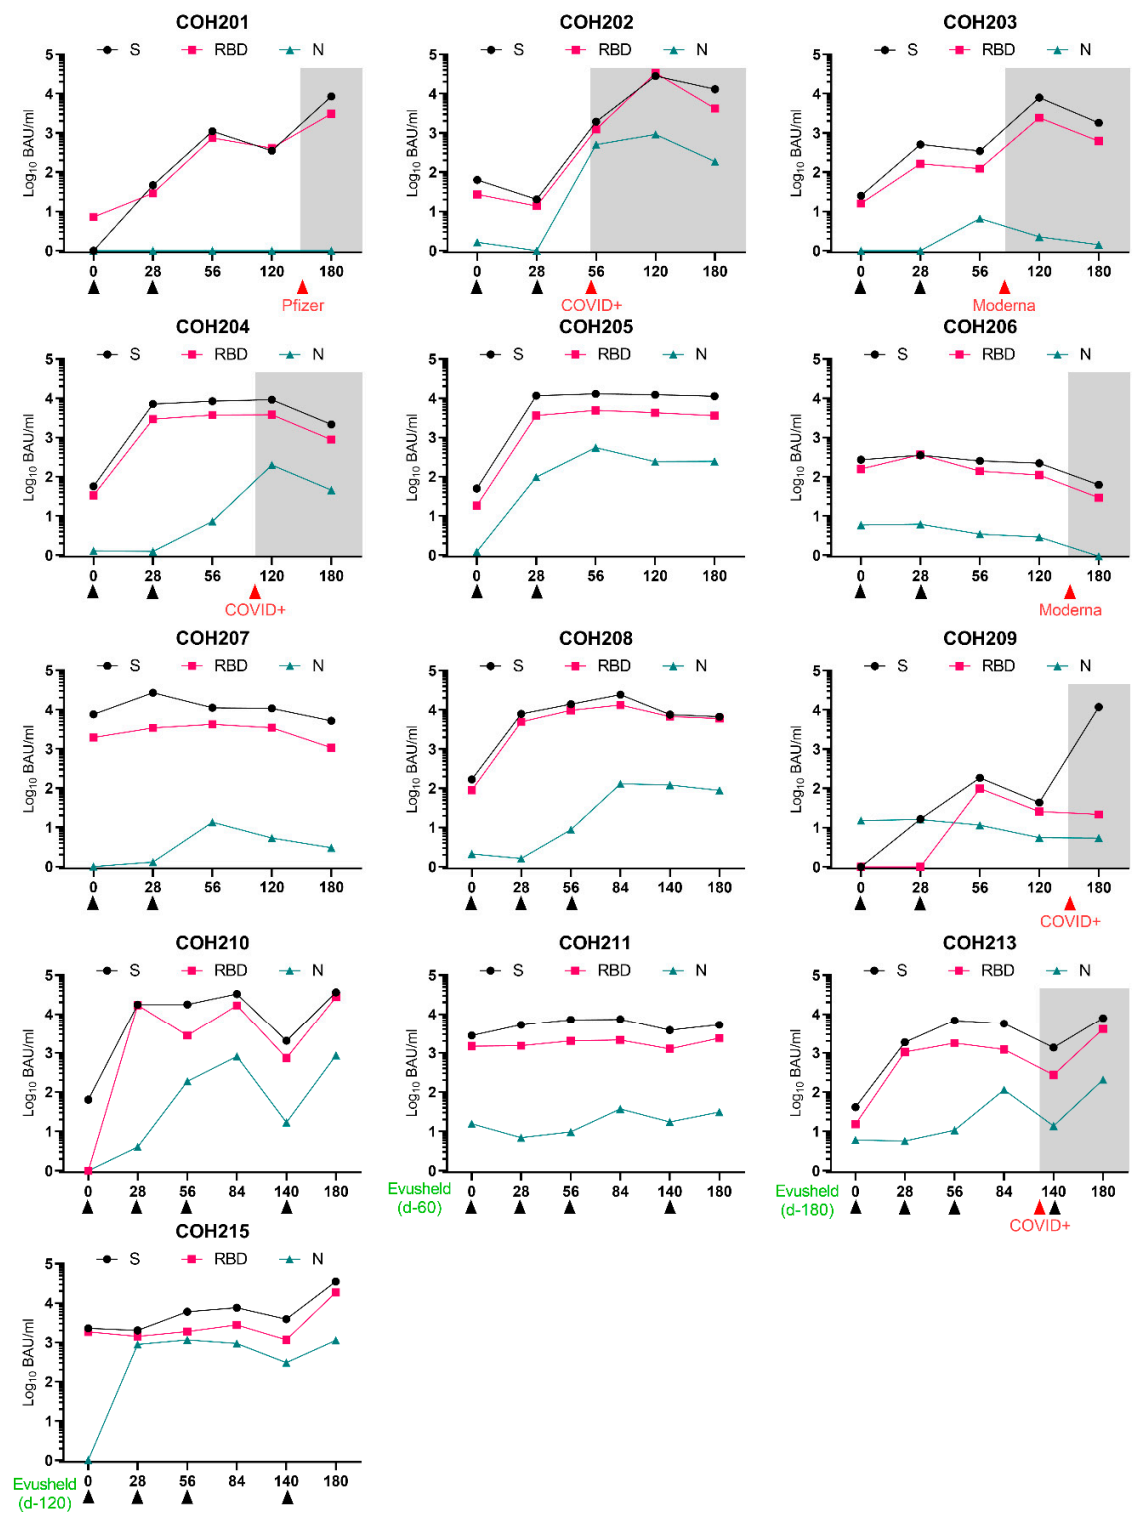 COH201
COH202
COH203
S RBD N
S RBD N
S RBD N
Log10 BAU/ml
5
4
3
2
1
0
0 28 56 120 180
Pfizer
Log10 BAU/ml
5
4
3
2
1
0
0 28 56 120 180
COVID+
Log10 BAU/ml
5
4
3
2
1
0
0 28 56 120 180
Moderna
COH204
COH205
COH206
S RBD N
S RBD N
S RBD N
Log10 BAU/ml
5
4
3
2
1
0
0 28 56 120 180
COVID+
Log10 BAU/ml
5
4
3
2
1
0
0 28 56 120 180
Log10 BAU/ml
5
4
3
2
1
0
0 28 56 120 180
Moderna
COH207
COH208
COH209
S RBD N
S RBD N
S RBD N
Log10 BAU/ml
5
4
3
2
1
0
0 28 56 120 180
Log10 BAU/ml
5
4
3
2
1
0
0 28 56 84 140 180
Log10 BAU/ml
5
4
3
2
1
0
0 28 56 120 180
COVID+
COH210
COH211
COH213
S RBD N
S RBD N
S RBD N
Log10 BAU/ml
5
4
3
2
1
0
0 28 56 84 140 180
Log10 BAU/ml
5
4
3
2
1
0
0 28 56 84 140 180
Evusheld
(d-60)
Log10 BAU/ml
5
4
3
2
1
0
0 28 56 84 140 180
Evusheld
(d-180)
COVID+
COH215
S RBD N
Log10 BAU/ml
5
4
3
2
1
0
0 28 56 84 140 180
Evusheld
(d-120)